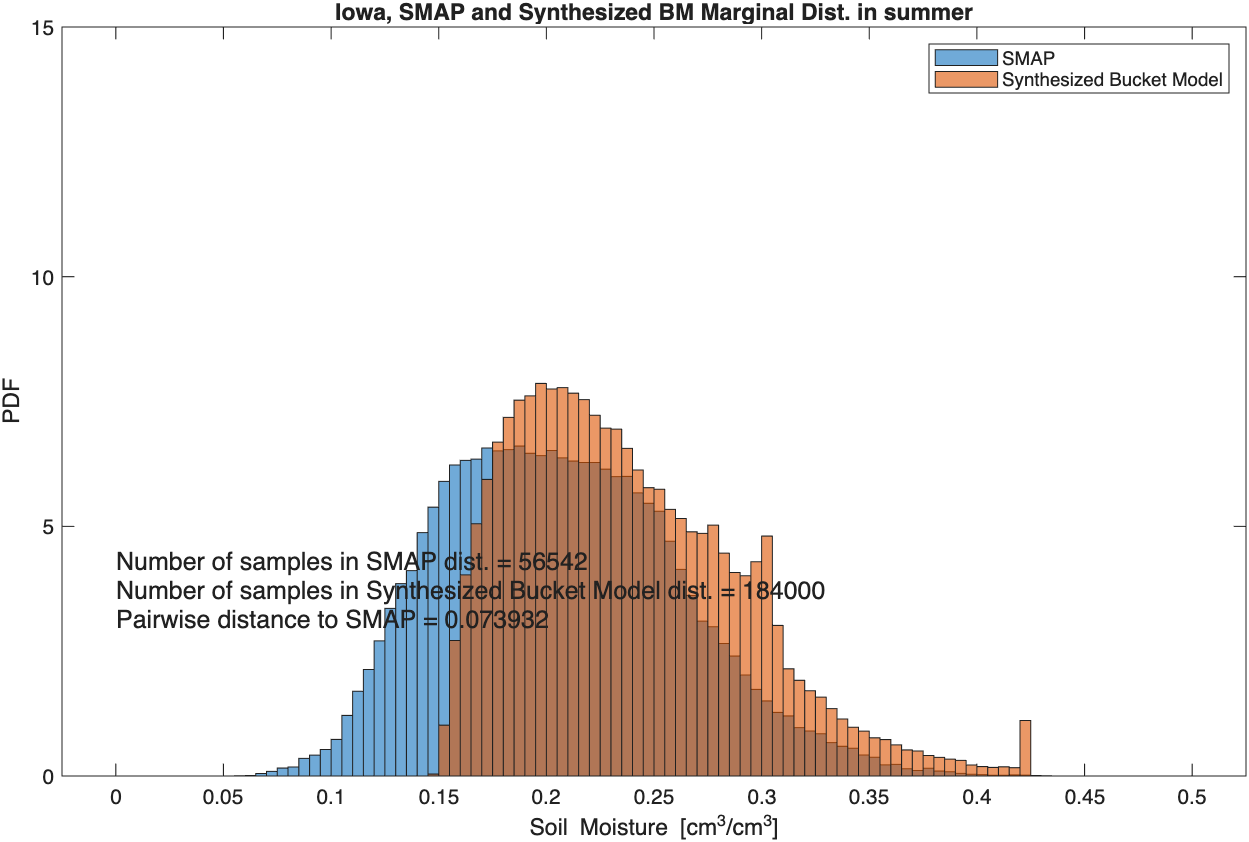 Iowa, SMAP and Synthesized BM Marginal Dist. in summer
15
SMAP
Synthesized Bucket Model
10
PDF
5
Number of samples in SMAP dist. = 56542
Number of samples in Synthesized Bucket Model dist. = 184000
Pairwise distance to SMAP = 0.073932
0
0 0.05 0.1 0.15 0.2 0.25 0.3 0.35 0.4 0.45 0.5
Soil Moisture [cm³/cm³]